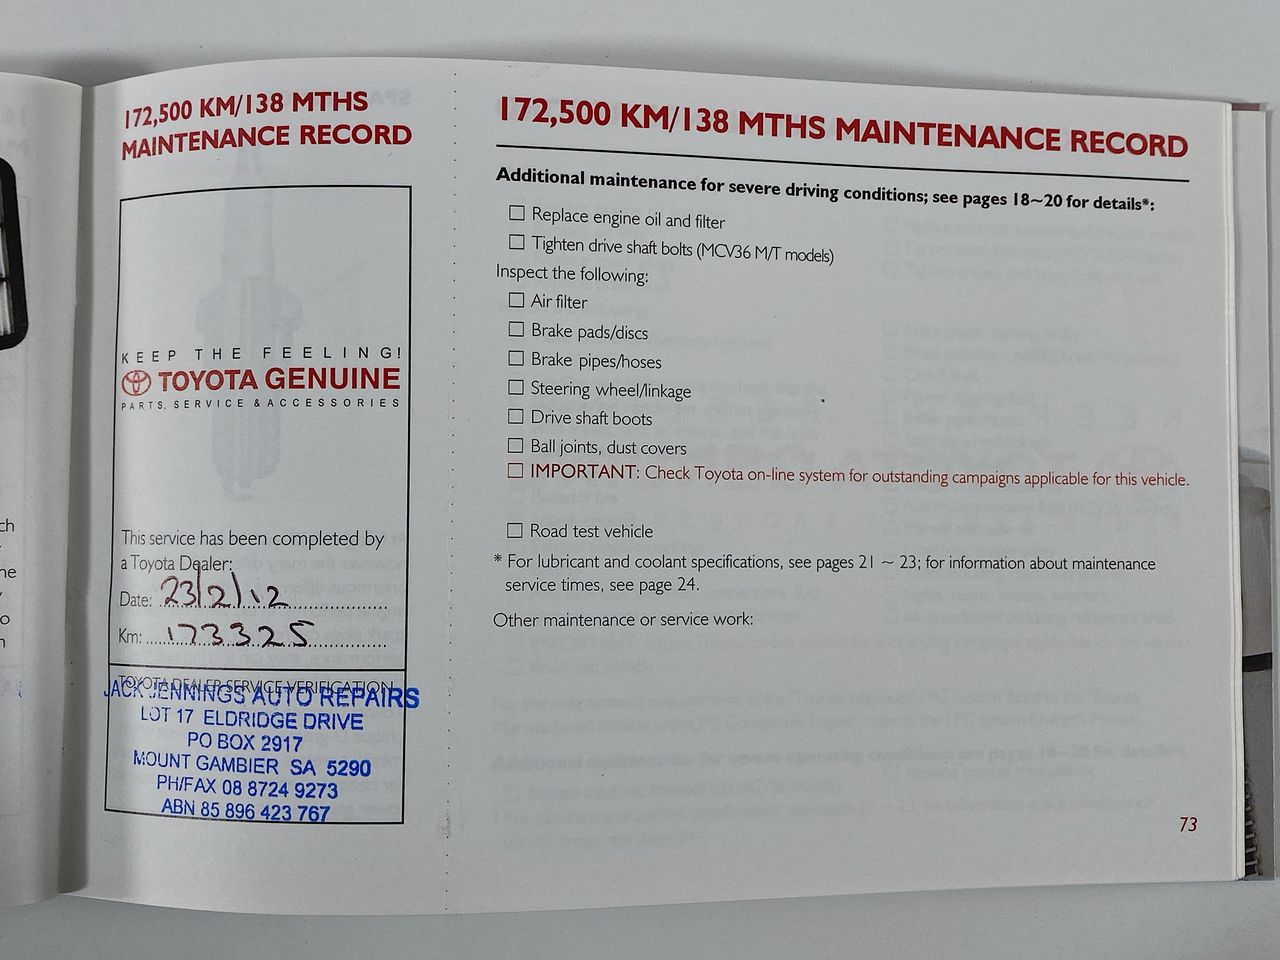 172,500 KM/138 MTHS
MAINTENANCE RECORD
KEEP THE FEELING!
TOYOTA GENUINE
PARTS, SERVICE & ACCESSORIES
This service has been completed by
a Toyota Dealer:
Date: 23/2/12
Km: 173325
TOYOTA DEALER SERVICE VERIFICATION
JACK JENNINGS AUTO REPAIRS
LOT 17 ELDRIDGE DRIVE
PO BOX 2917
MOUNT GAMBIER SA 5290
PH/FAX 08 8724 9273
ABN 85 896 423 767
172,500 KM/138 MTHS MAINTENANCE RECORD
Additional maintenance for severe driving conditions; see pages 18~20 for details*:
☐ Replace engine oil and filter
☐ Tighten drive shaft bolts (MCV36 M/T models)
Inspect the following:
☐ Air filter
☐ Brake pads/discs
☐ Brake pipes/hoses
☐ Steering wheel/linkage
☐ Drive shaft boots
☐ Ball joints, dust covers
☐ IMPORTANT: Check Toyota on-line system for outstanding campaigns applicable for this vehicle.
☐ Road test vehicle
* For lubricant and coolant specifications, see pages 21 ~ 23; for information about maintenance
service times, see page 24.
Other maintenance or service work:
73